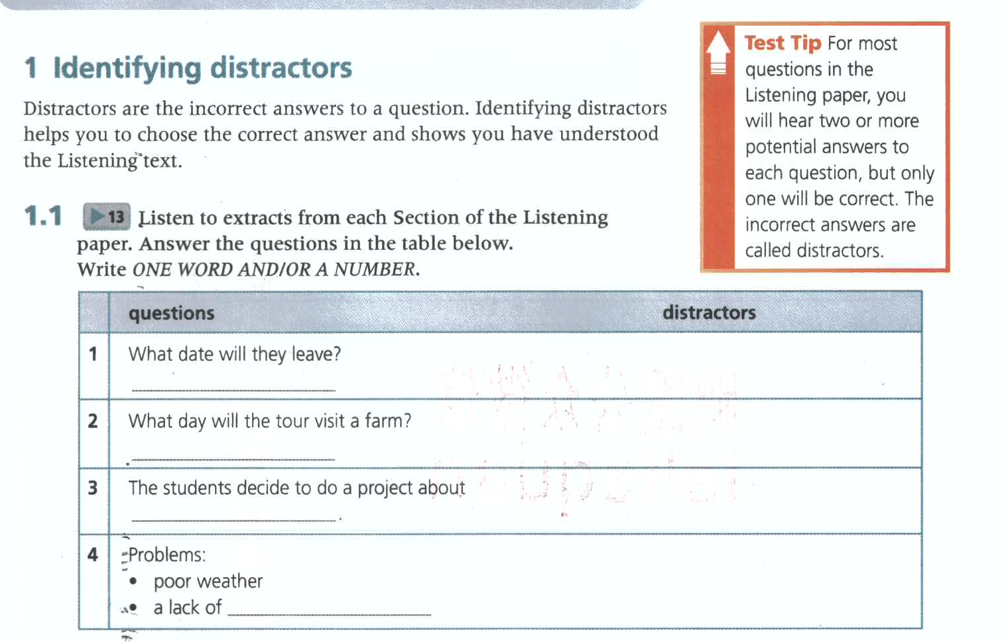 1 Identifying distractors
Distractors are the incorrect answers to a question. Identifying distractors
helps you to choose the correct answer and shows you have understood
the Listening text.
Test Tip For most
questions in the
Listening paper, you
will hear two or more
potential answers to
each question, but only
one will be correct. The
incorrect answers are
called distractors.
1.1 13 Listen to extracts from each Section of the Listening
paper. Answer the questions in the table below.
Write ONE WORD AND/OR A NUMBER.
questions distractors
1 What date will they leave?
2 What day will the tour visit a farm?
3 The students decide to do a project about
.
4 Problems:
• poor weather
• a lack of